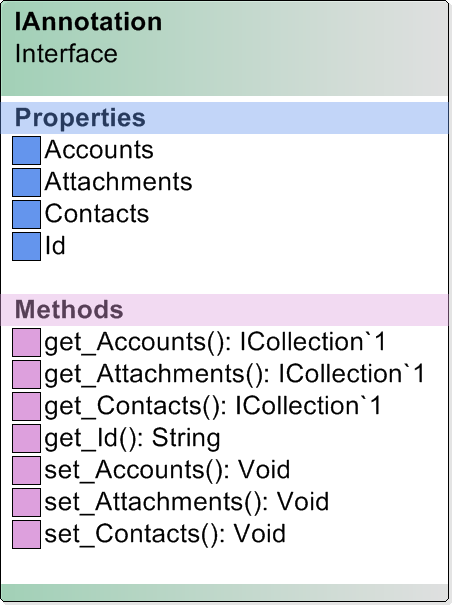 IAnnotation
Interface
Properties
Accounts
Attachments
Contacts
Id
Methods
get_Accounts(): ICollection`1
get_Attachments(): ICollection`1
get_Contacts(): ICollection`1
get_Id(): String
set_Accounts(): Void
set_Attachments(): Void
set_Contacts(): Void